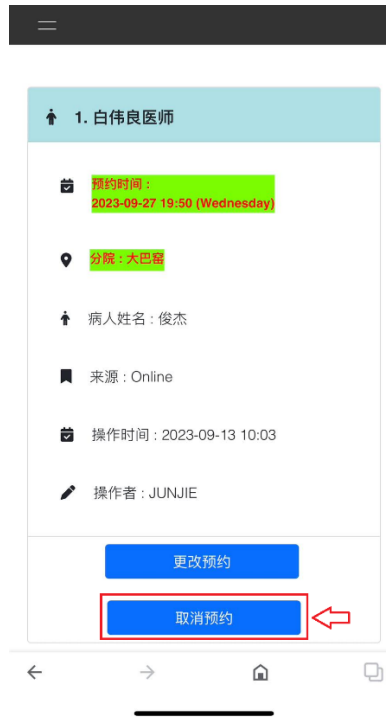 1. 白伟良医师
预约时间 :
2023-09-27 19:50 (Wednesday)
分院 : 大巴窑
病人姓名 : 俊杰
来源 : Online
操作时间 : 2023-09-13 10:03
操作者 : JUNJIE
更改预约
取消预约